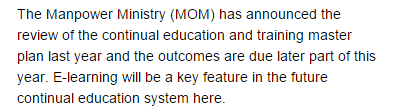 The Manpower Ministry (MOM) has announced the
review of the continual education and training master
plan last year and the outcomes are due later part of this
year. E-learning will be a key feature in the future
continual education system here.